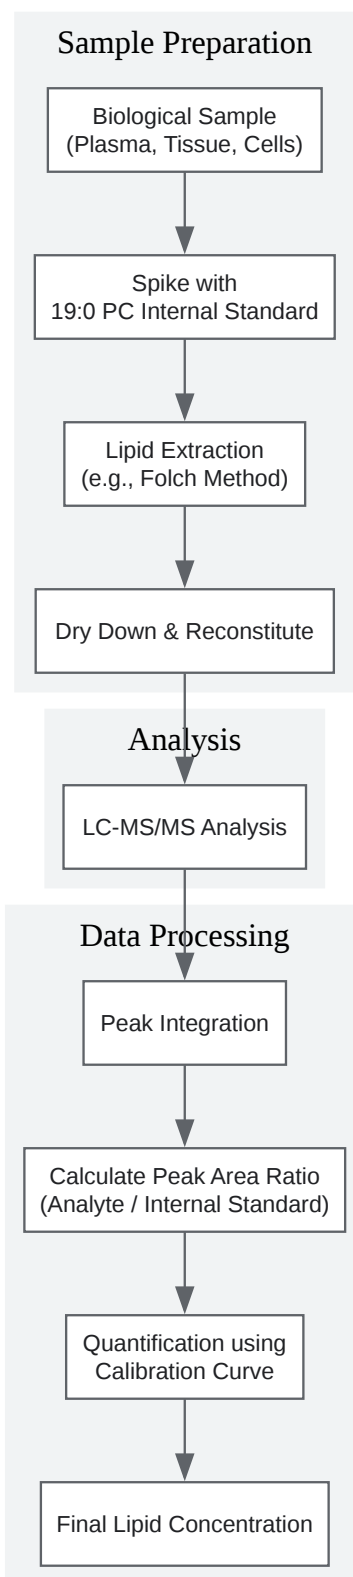 Sample Preparation
Biological Sample
(Plasma, Tissue, Cells)
Spike with
19:0 PC Internal Standard
Lipid Extraction
(e.g., Folch Method)
Dry Down & Reconstitute
Analysis
LC-MS/MS Analysis
Data Processing
Peak Integration
Calculate Peak Area Ratio
(Analyte / Internal Standard)
Quantification using
Calibration Curve
Final Lipid Concentration